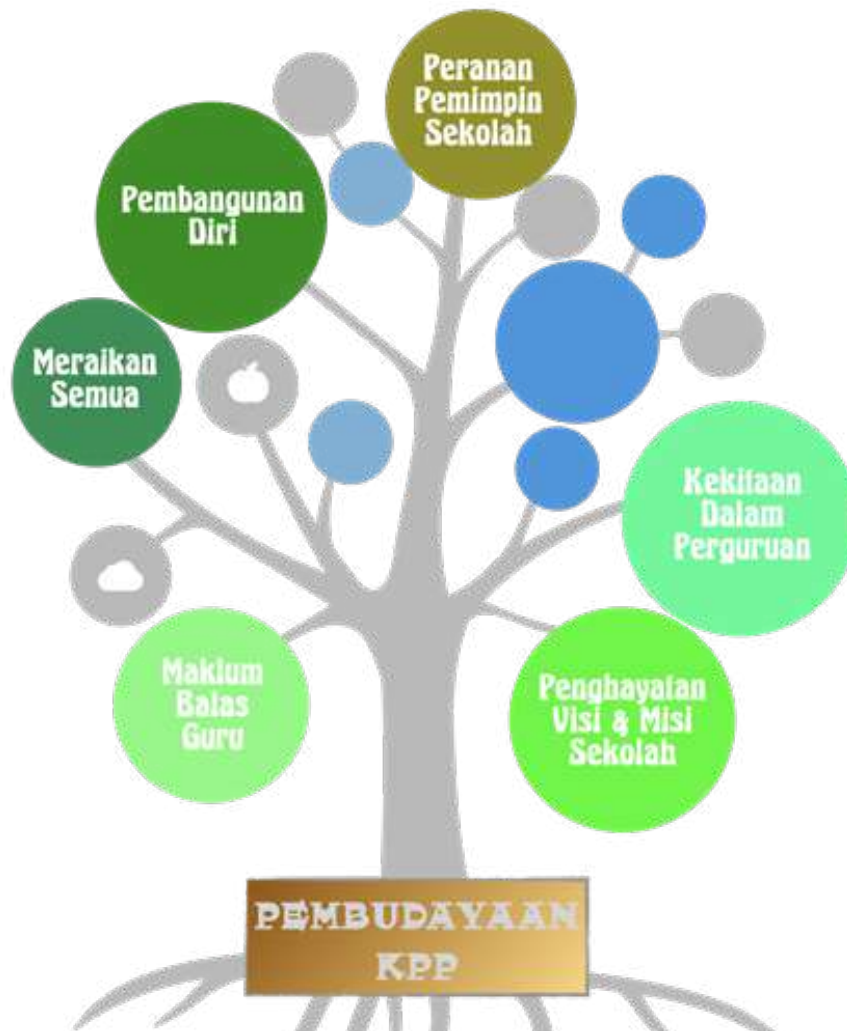 Peranan
Pemimpin
Sekolah
Pembangunan
Diri
Meraikan
Semua
Kekitaan
Dalam
Perguruan
Maklum
Balas
Guru
Penghayatan
Visi & Misi
Sekolah
PEMBUDAYAAN
KPP